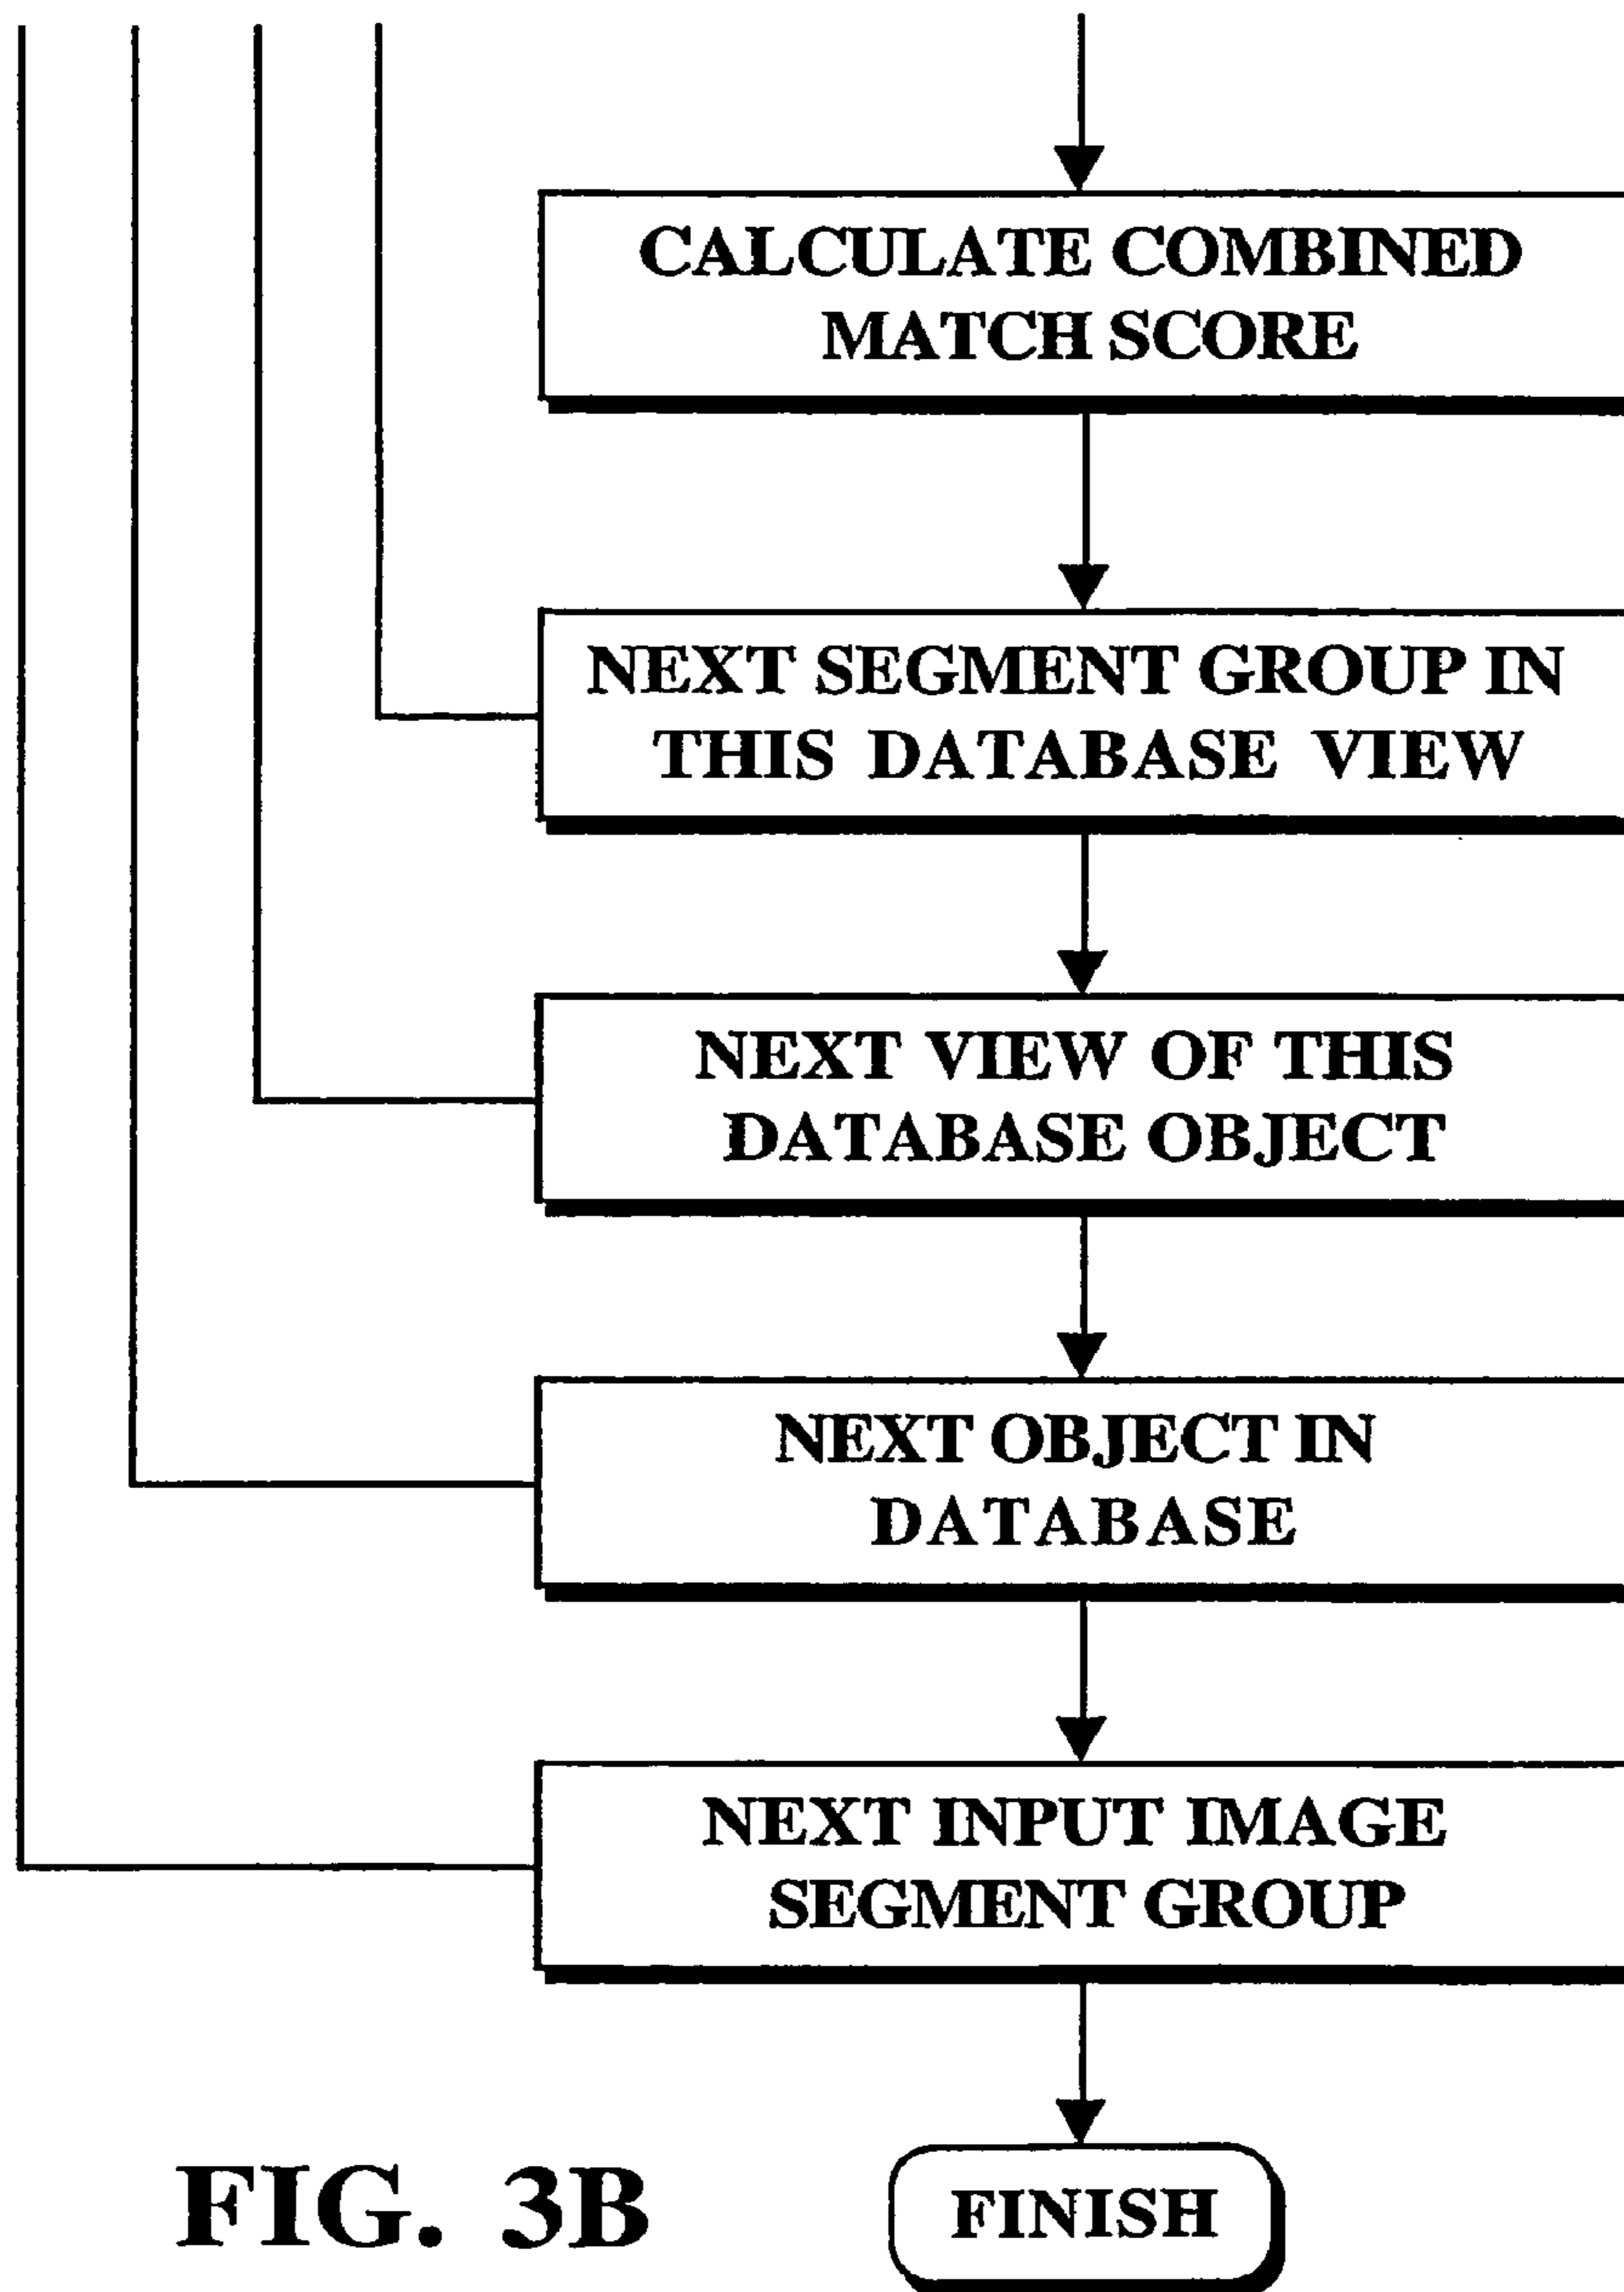 CALCULATE COMBINED
MATCH SCORE
NEXT SEGMENT GROUP IN
THIS DATABASE VIEW
NEXT VIEW OF THIS
DATABASE OBJECT
NEXT OBJECT IN
DATABASE
NEXT INPUT IMAGE
SEGMENT GROUP
FINISH
FIG. 3B